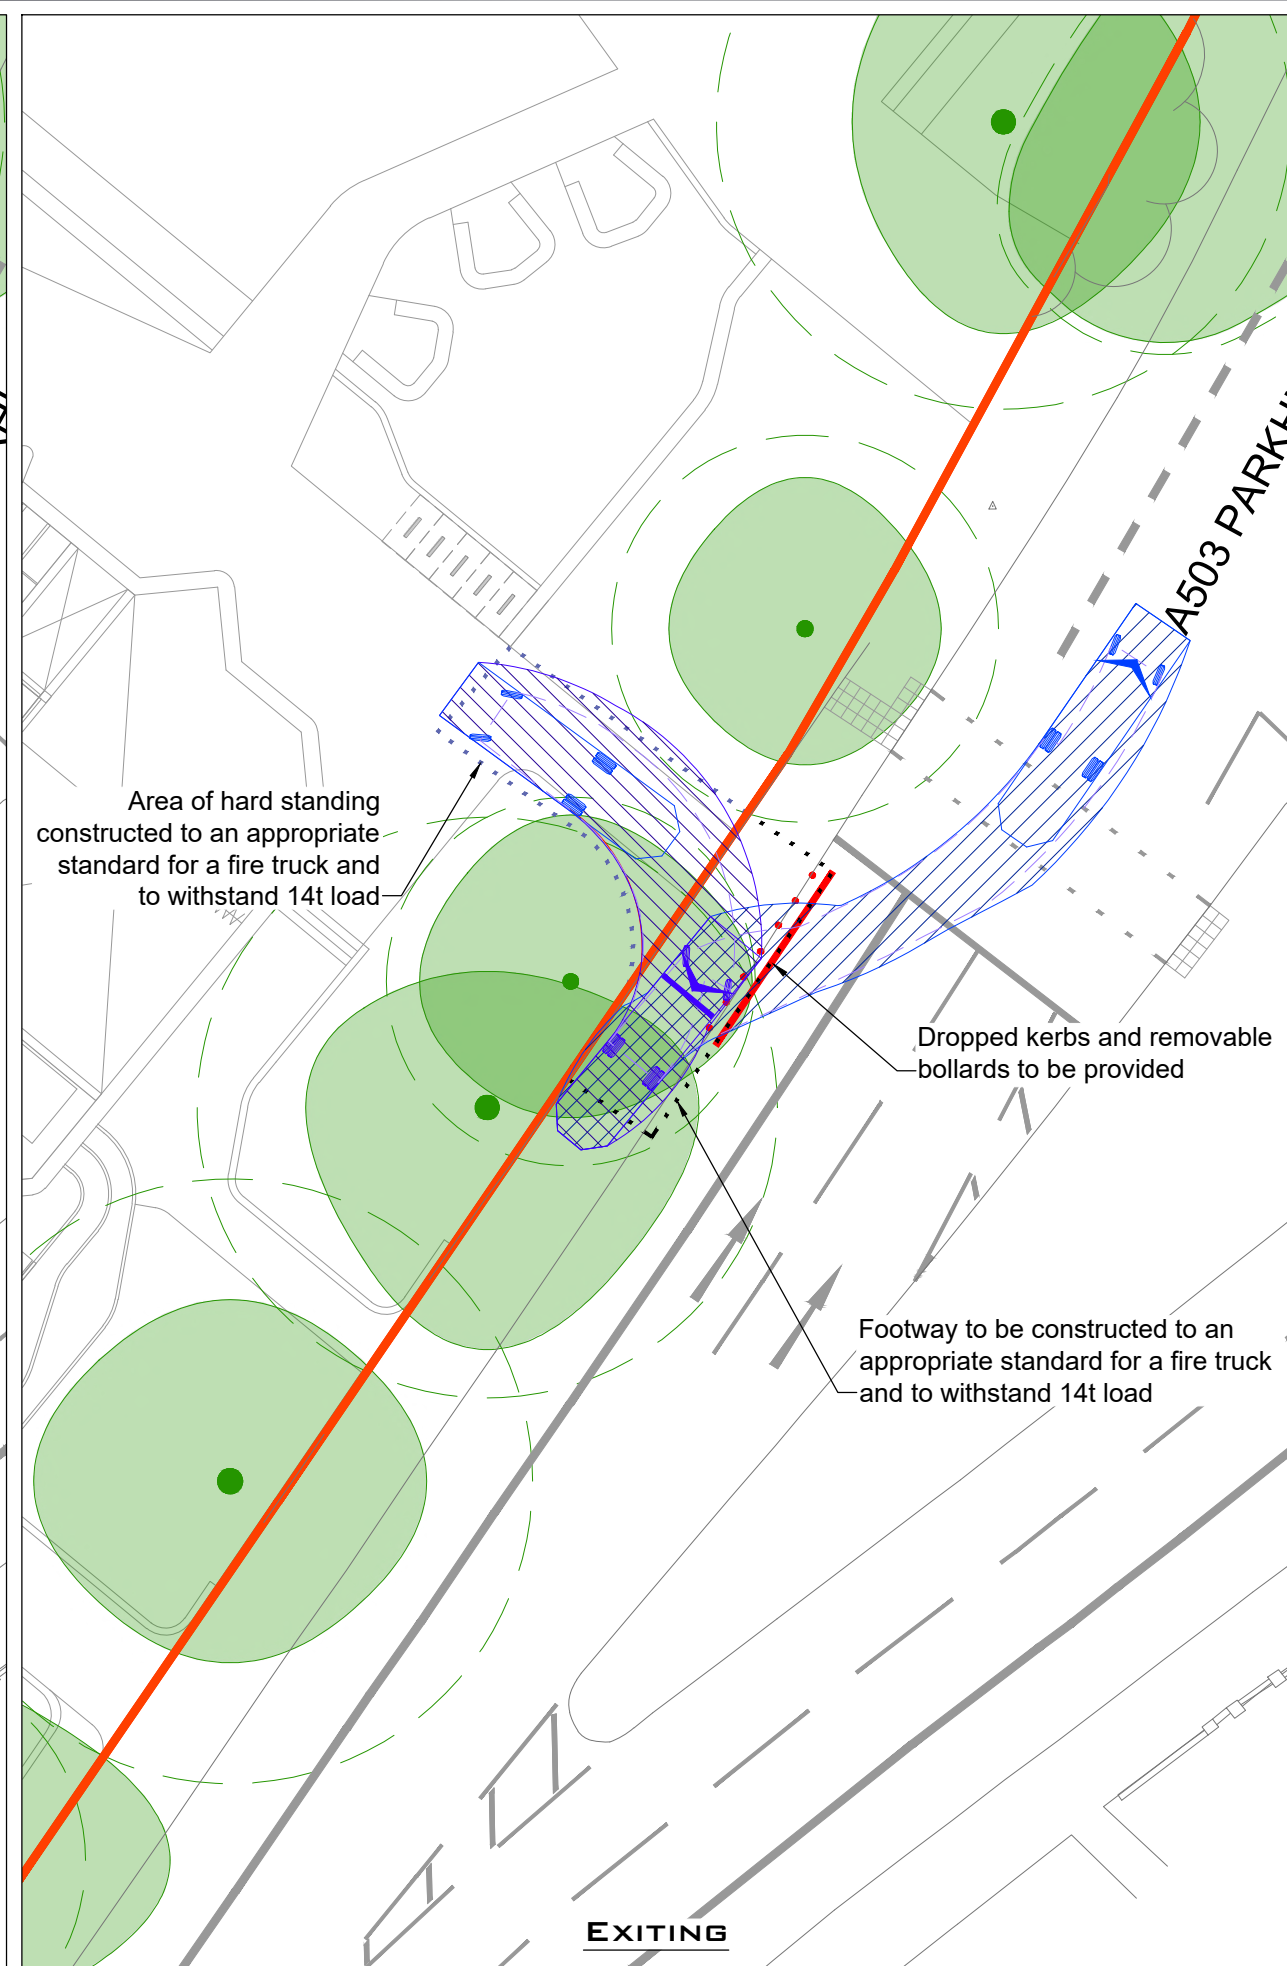 A503
Area of hard standing
constructed to an appropriate
standard for a fire truck and
to withstand 14t load
Dropped kerbs and removable
bollards to be provided
Footway to be constructed to an
appropriate standard for a fire truck
and to withstand 14t load
EXITING